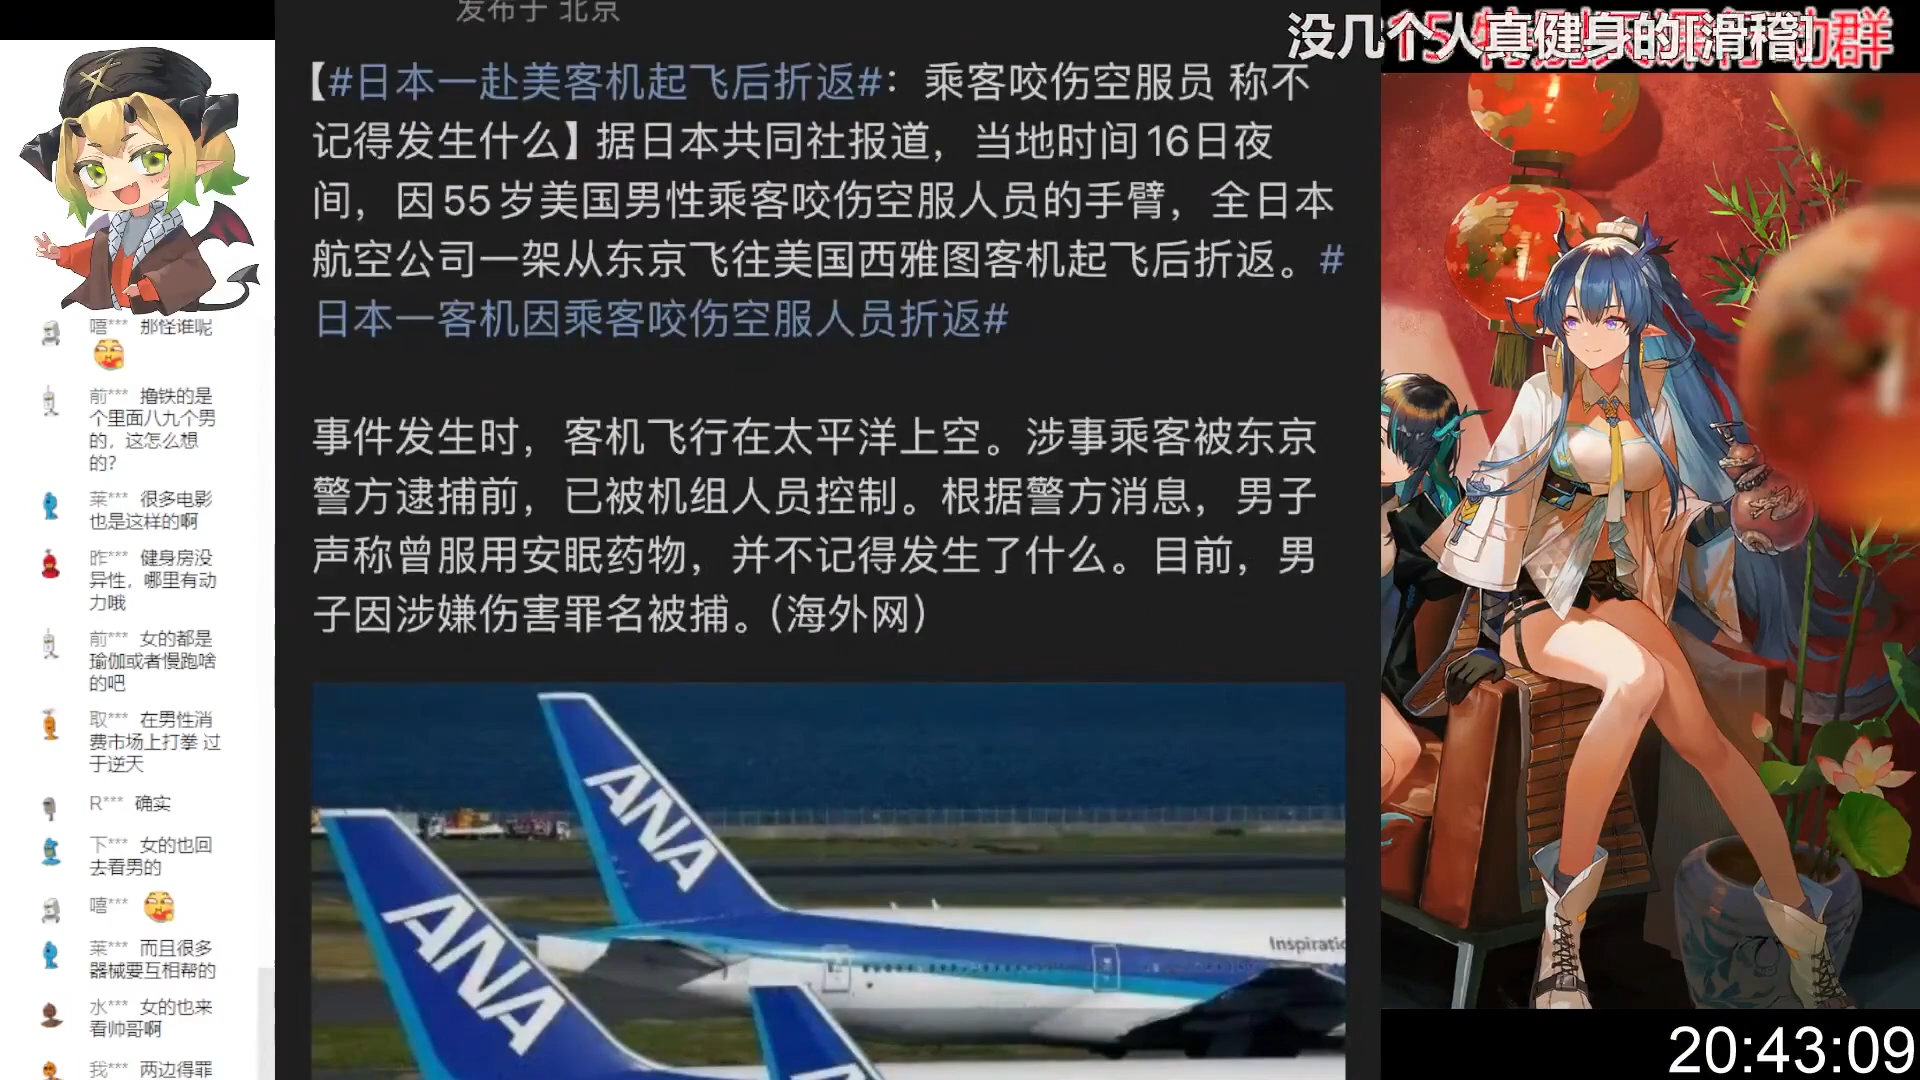 发布于 北京
没几个人真健身的[滑稽]
【#日本一赴美客机起飞后折返#：乘客咬伤空服员 称不
记得发生什么】据日本共同社报道，当地时间16日夜
间，因55岁美国男性乘客咬伤空服人员的手臂，全日本
航空公司一架从东京飞往美国西雅图客机起飞后折返。#
日本一客机因乘客咬伤空服人员折返#
事件发生时，客机飞行在太平洋上空。涉事乘客被东京
警方逮捕前，已被机组人员控制。根据警方消息，男子
声称曾服用安眠药物，并不记得发生了什么。目前，男
子因涉嫌伤害罪名被捕。（海外网）
ANA
ANA
Inspiratio
嘻*** 那怪谁呢
前*** 撸铁的是
个里面八九个男
的，这怎么想
的？
莱*** 很多电影
也是这样的啊
昨*** 健身房没
异性，哪里有动
力哦
前*** 女的都是
瑜伽或者慢跑啥
的吧
取*** 在男性消
费市场上打拳 过
于逆天
R*** 确实
下*** 女的也回
去看男的
嘻***
莱*** 而且很多
器械要互相帮的
水*** 女的也来
看帅哥啊
我*** 两边得罪
20:43:09